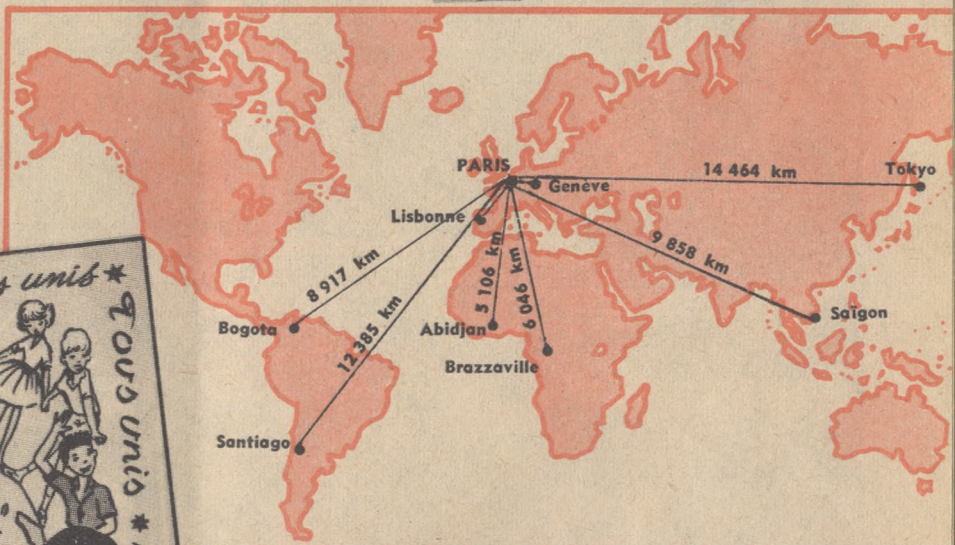 PARIS
Genève
14 464 km
Tokyo
Lisbonne
9 858 km
8 917 km
5 106 km
6 046 km
12 385 km
Bogota
Abidjan
Saïgon
Brazzaville
Santiago
s unis *
Tous unis *